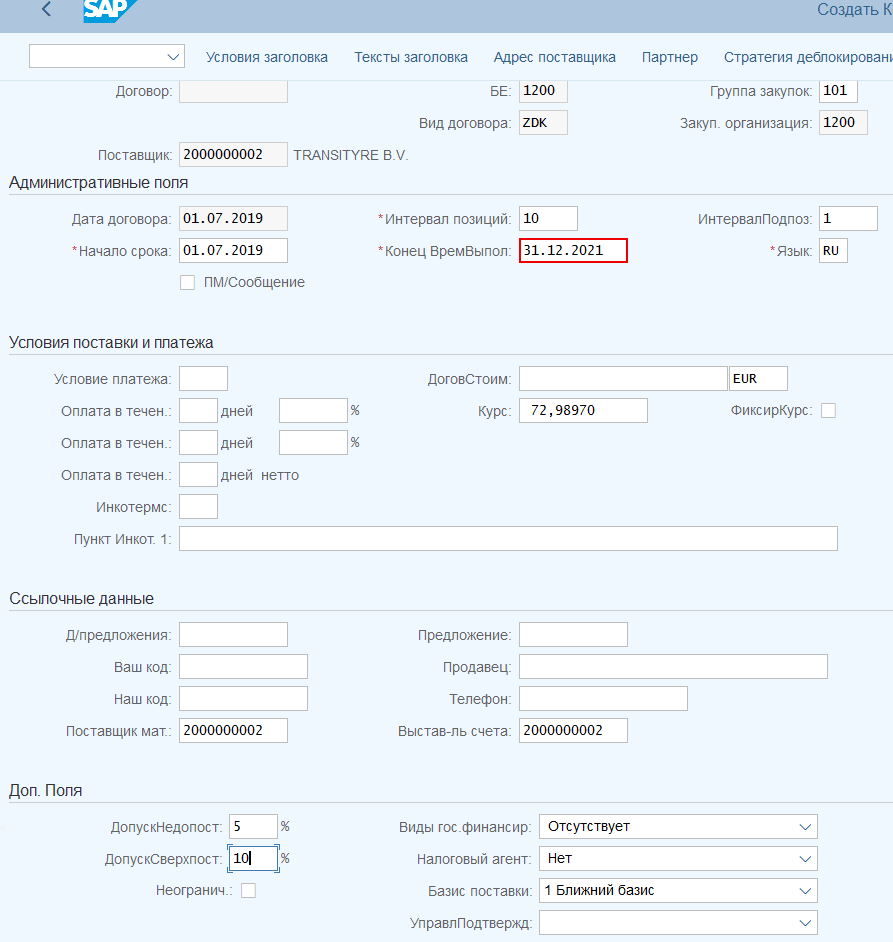 SAP Создать К
Условия заголовка Тексты заголовка Адрес поставщика Партнер Стратегия деблокирован
Договор: БЕ: 1200 Группа закупок: 101
Вид договора: ZDK Закуп. организация: 1200
Поставщик: 2000000002 TRANSITYRE B.V.
Административные поля
Дата договора: 01.07.2019 *Интервал позиций: 10 ИнтервалПодпоз: 1
*Начало срока: 01.07.2019 *Конец ВремВыпол: 31.12.2021 *Язык: RU
ПМ/Сообщение
Условия поставки и платежа
Условие платежа: ДоговСтоим: EUR
Оплата в течен.: дней % Курс: 72,98970 ФиксирКурс:
Оплата в течен.: дней %
Оплата в течен.: дней нетто
Инкотермс:
Пункт Инкот. 1:
Ссылочные данные
Д/предложения: Предложение:
Ваш код: Продавец:
Наш код: Телефон:
Поставщик мат.: 2000000002 Выстав-ль счета: 2000000002
Доп. Поля
ДопускНедопост: 5 % Виды гос.финансир: Отсутствует
ДопускСверхпост: 10 % Налоговый агент: Нет
Неогранич.: Базис поставки: 1 Ближний базис
УправлПодтвержд: